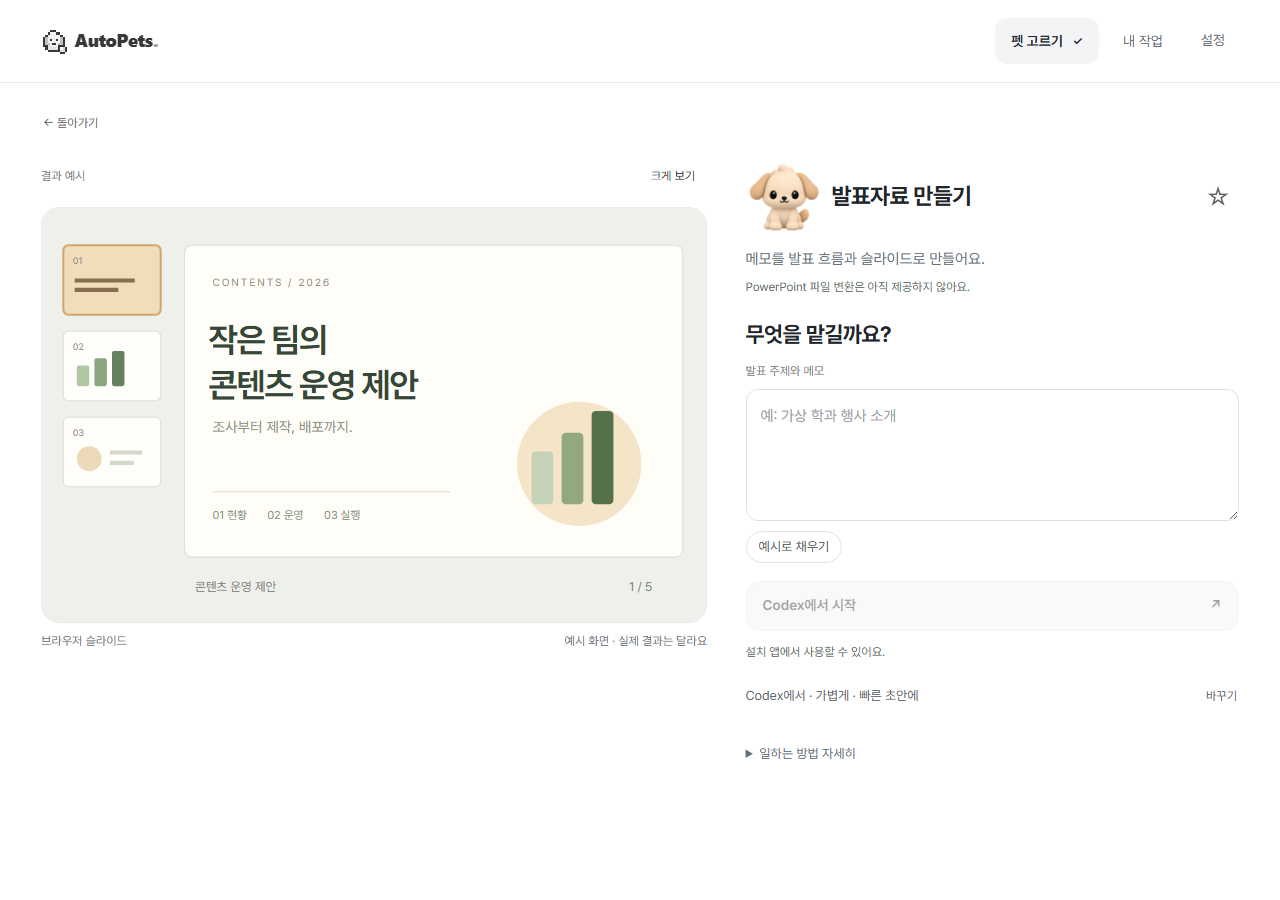 AutoPets.
펫 고르기
내 작업
설정
← 돌아가기
결과 예시
크게 보기
01
02
03
CONTENTS / 2026
작은 팀의
콘텐츠 운영 제안
조사부터 제작, 배포까지.
01 현황 02 운영 03 실행
콘텐츠 운영 제안
1 / 5
브라우저 슬라이드
예시 화면 · 실제 결과는 달라요
발표자료 만들기
메모를 발표 흐름과 슬라이드로 만들어요.
PowerPoint 파일 변환은 아직 제공하지 않아요.
무엇을 맡길까요?
발표 주제와 메모
예: 가상 학과 행사 소개
예시로 채우기
Codex에서 시작
설치 앱에서 사용할 수 있어요.
Codex에서 · 가볍게 · 빠른 초안에
바꾸기
일하는 방법 자세히